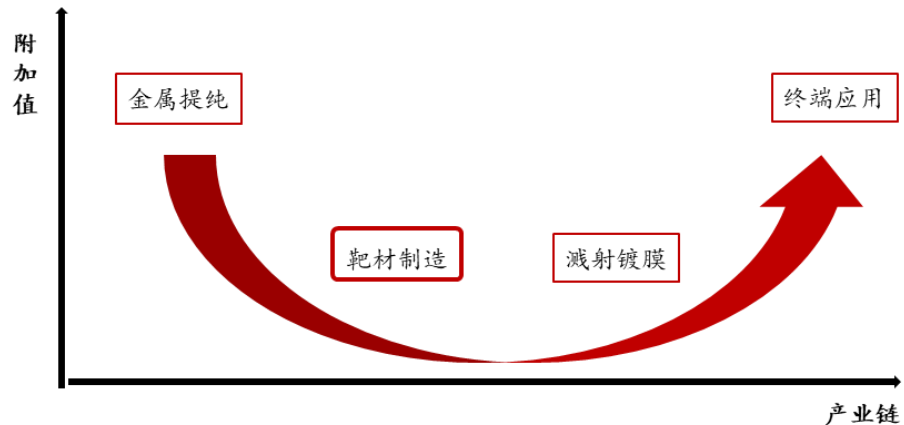 附加值
金属提纯
终端应用
靶材制造
溅射镀膜
产业链